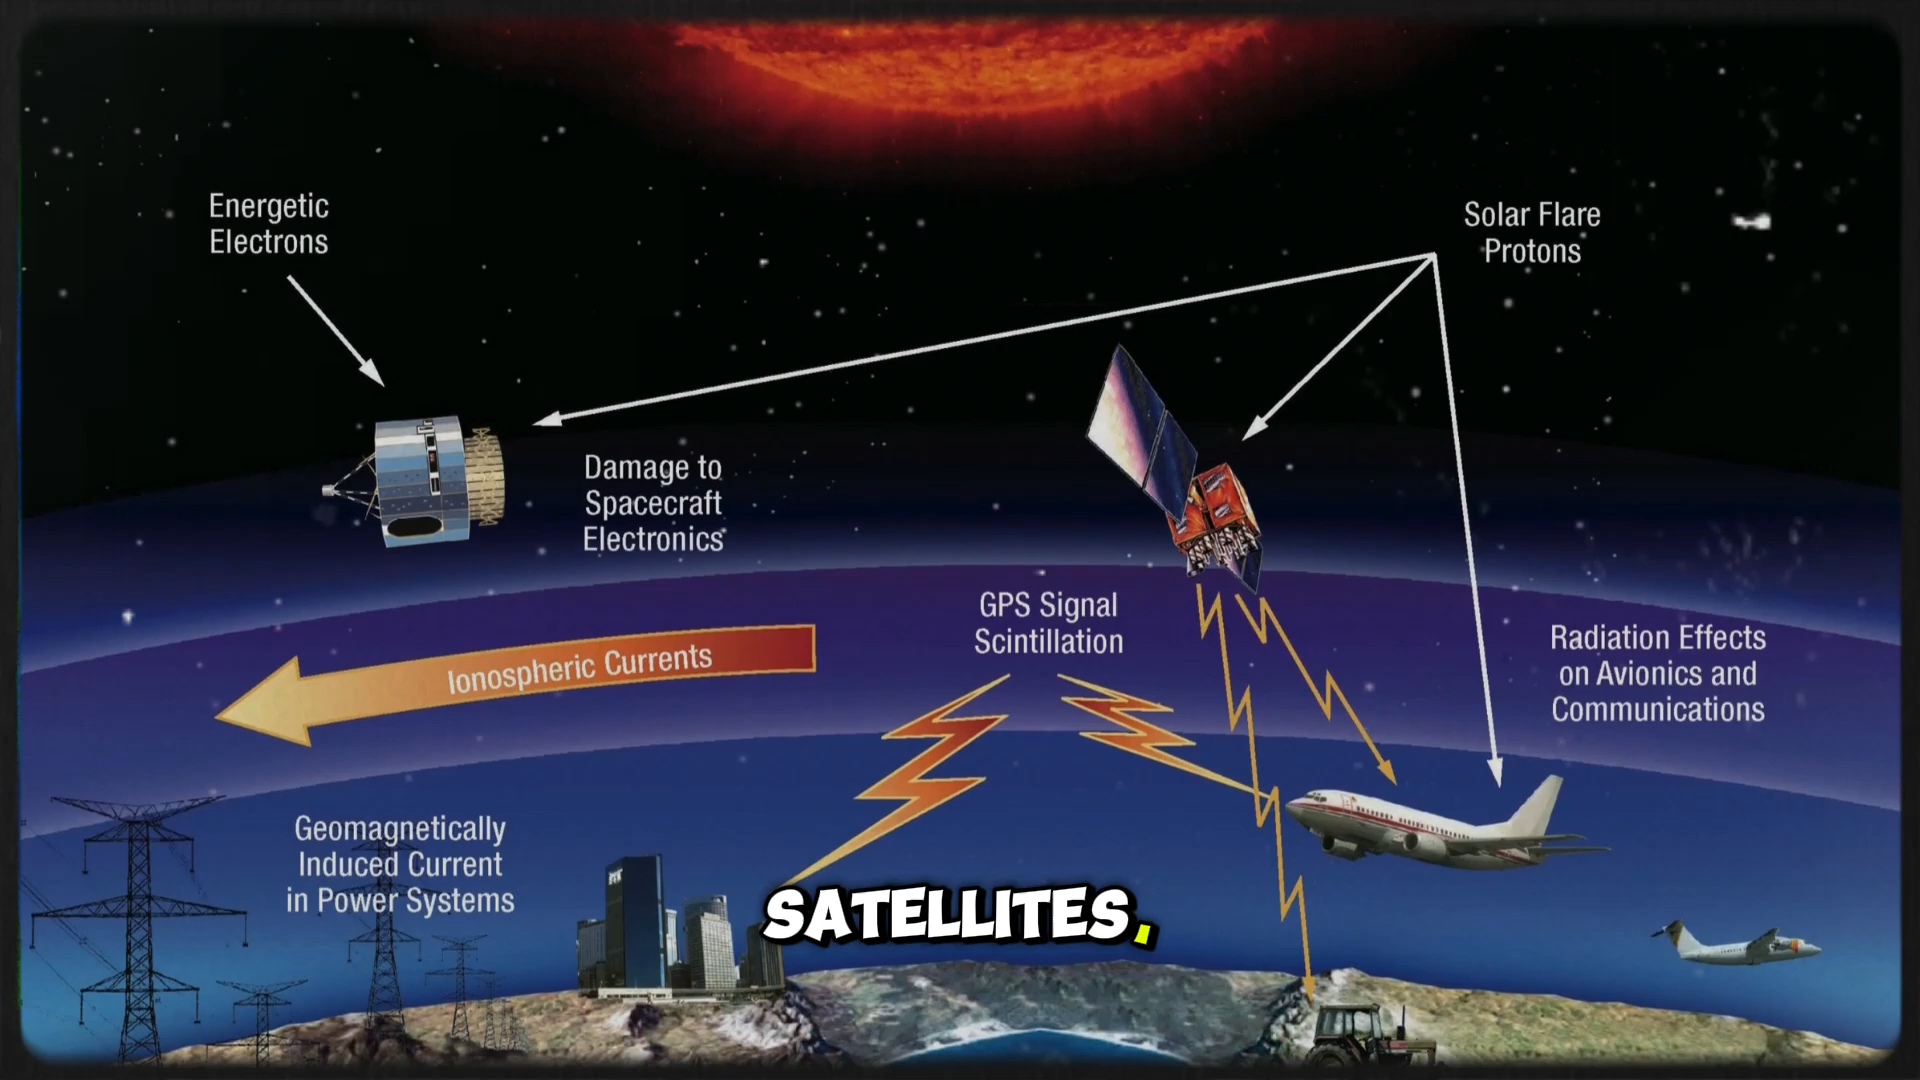 Energetic
Electrons
Solar Flare
Protons
Damage to
Spacecraft
Electronics
GPS Signal
Scintillation
Ionospheric Currents
Radiation Effects
on Avionics and
Communications
Geomagnetically
Induced Current
in Power Systems
SATELLITES,